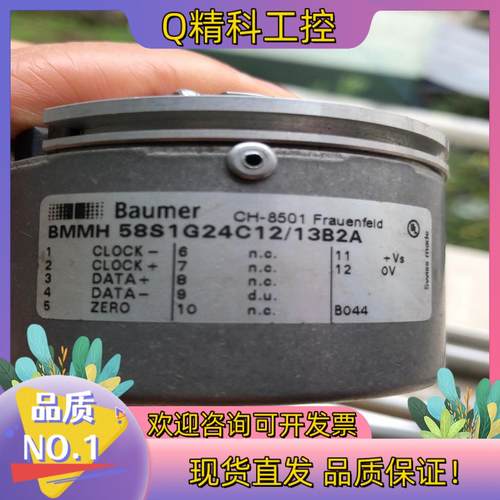 Q精科工控
Baumer CH-8501 Frauenfeld
BMMH 58S1G24C12/13B2A
1 CLOCK- 6 n.c. 11 +Vs
2 CLOCK+ 7 n.c. 12 0V
3 DATA+ 8 n.c.
4 DATA- 9 d.u.
5 ZERO 10 n.c. B044
Swiss made
品质
NO.1
欢迎咨询可开发票
现货直发 品质保证!